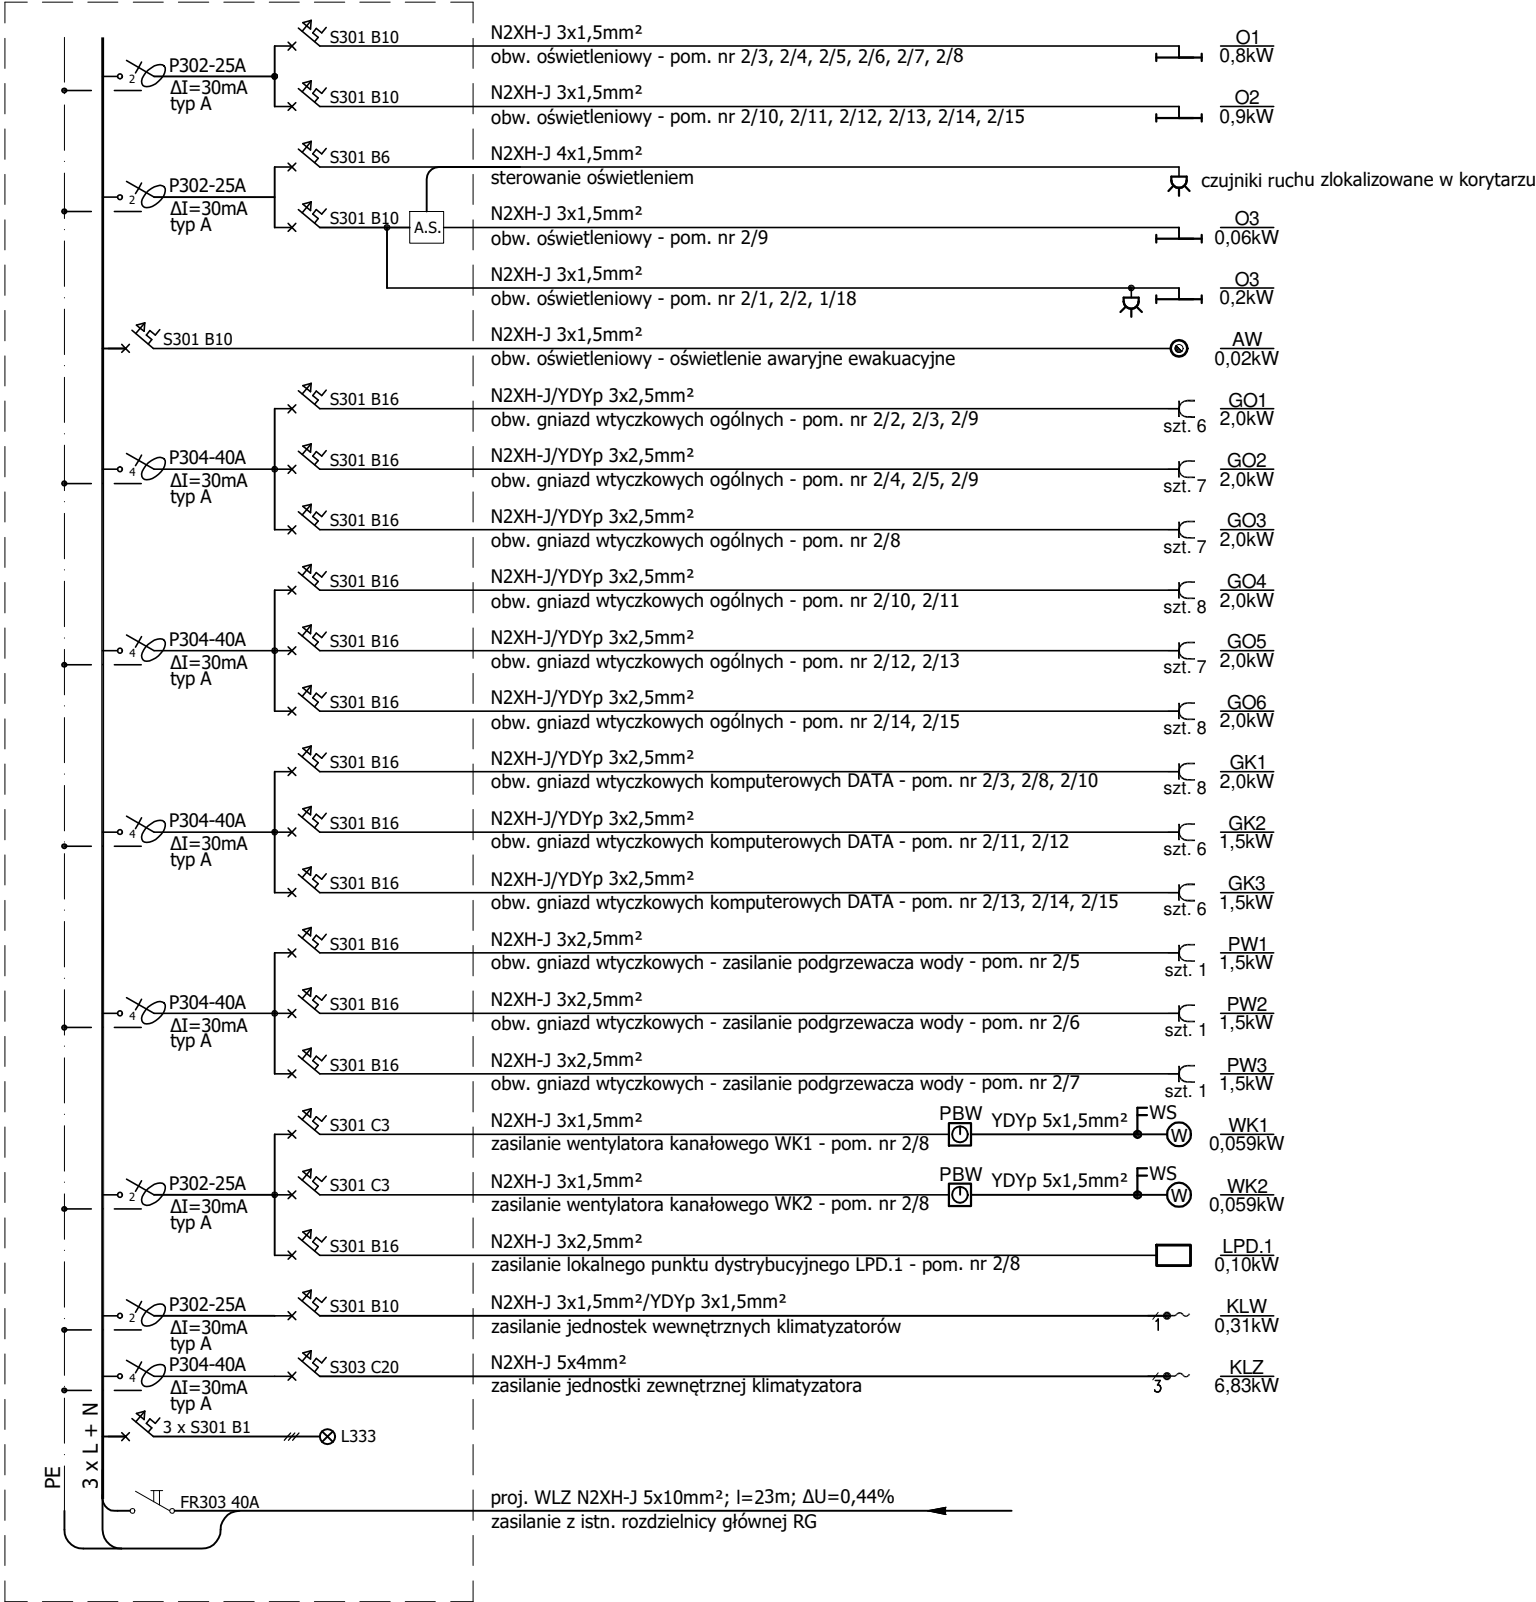 S301 B10
N2XH-J 3x1,5mm²
obw. oświetleniowy - pom. nr 2/3, 2/4, 2/5, 2/6, 2/7, 2/8
O1
0,8kW
2
P302-25A
ΔI=30mA
typ A
S301 B10
N2XH-J 3x1,5mm²
obw. oświetleniowy - pom. nr 2/10, 2/11, 2/12, 2/13, 2/14, 2/15
O2
0,9kW
S301 B6
N2XH-J 4x1,5mm²
sterowanie oświetleniem
czujniki ruchu zlokalizowane w korytarzu
2
P302-25A
ΔI=30mA
typ A
S301 B10
A.S.
N2XH-J 3x1,5mm²
obw. oświetleniowy - pom. nr 2/9
O3
0,06kW
N2XH-J 3x1,5mm²
obw. oświetleniowy - pom. nr 2/1, 2/2, 1/18
O3
0,2kW
S301 B10
N2XH-J 3x1,5mm²
obw. oświetleniowy - oświetlenie awaryjne ewakuacyjne
AW
0,02kW
S301 B16
N2XH-J/YDYp 3x2,5mm²
obw. gniazd wtyczkowych ogólnych - pom. nr 2/2, 2/3, 2/9
szt. 6
GO1
2,0kW
4
P304-40A
ΔI=30mA
typ A
S301 B16
N2XH-J/YDYp 3x2,5mm²
obw. gniazd wtyczkowych ogólnych - pom. nr 2/4, 2/5, 2/9
szt. 7
GO2
2,0kW
S301 B16
N2XH-J/YDYp 3x2,5mm²
obw. gniazd wtyczkowych ogólnych - pom. nr 2/8
szt. 7
GO3
2,0kW
S301 B16
N2XH-J/YDYp 3x2,5mm²
obw. gniazd wtyczkowych ogólnych - pom. nr 2/10, 2/11
szt. 8
GO4
2,0kW
4
P304-40A
ΔI=30mA
typ A
S301 B16
N2XH-J/YDYp 3x2,5mm²
obw. gniazd wtyczkowych ogólnych - pom. nr 2/12, 2/13
szt. 7
GO5
2,0kW
S301 B16
N2XH-J/YDYp 3x2,5mm²
obw. gniazd wtyczkowych ogólnych - pom. nr 2/14, 2/15
szt. 8
GO6
2,0kW
S301 B16
N2XH-J/YDYp 3x2,5mm²
obw. gniazd wtyczkowych komputerowych DATA - pom. nr 2/3, 2/8, 2/10
szt. 8
GK1
2,0kW
4
P304-40A
ΔI=30mA
typ A
S301 B16
N2XH-J/YDYp 3x2,5mm²
obw. gniazd wtyczkowych komputerowych DATA - pom. nr 2/11, 2/12
szt. 6
GK2
1,5kW
S301 B16
N2XH-J/YDYp 3x2,5mm²
obw. gniazd wtyczkowych komputerowych DATA - pom. nr 2/13, 2/14, 2/15
szt. 6
GK3
1,5kW
S301 B16
N2XH-J 3x2,5mm²
obw. gniazd wtyczkowych - zasilanie podgrzewacza wody - pom. nr 2/5
szt. 1
PW1
1,5kW
4
P304-40A
ΔI=30mA
typ A
S301 B16
N2XH-J 3x2,5mm²
obw. gniazd wtyczkowych - zasilanie podgrzewacza wody - pom. nr 2/6
szt. 1
PW2
1,5kW
S301 B16
N2XH-J 3x2,5mm²
obw. gniazd wtyczkowych - zasilanie podgrzewacza wody - pom. nr 2/7
szt. 1
PW3
1,5kW
S301 C3
N2XH-J 3x1,5mm²
zasilanie wentylatora kanałowego WK1 - pom. nr 2/8
PBW
YDYp 5x1,5mm²
WS
W
WK1
0,059kW
2
P302-25A
ΔI=30mA
typ A
S301 C3
N2XH-J 3x1,5mm²
zasilanie wentylatora kanałowego WK2 - pom. nr 2/8
PBW
YDYp 5x1,5mm²
WS
W
WK2
0,059kW
S301 B16
N2XH-J 3x2,5mm²
zasilanie lokalnego punktu dystrybucyjnego LPD.1 - pom. nr 2/8
LPD.1
0,10kW
2
P302-25A
ΔI=30mA
typ A
S301 B10
N2XH-J 3x1,5mm²/YDYp 3x1,5mm²
zasilanie jednostek wewnętrznych klimatyzatorów
1
KLW
0,31kW
4
P304-40A
ΔI=30mA
typ A
S303 C20
N2XH-J 5x4mm²
zasilanie jednostki zewnętrznej klimatyzatora
3
KLZ
6,83kW
3 x S301 B1
L333
PE
3 x L + N
FR303 40A
proj. WLZ N2XH-J 5x10mm²; l=23m; ΔU=0,44%
zasilanie z istn. rozdzielnicy głównej RG